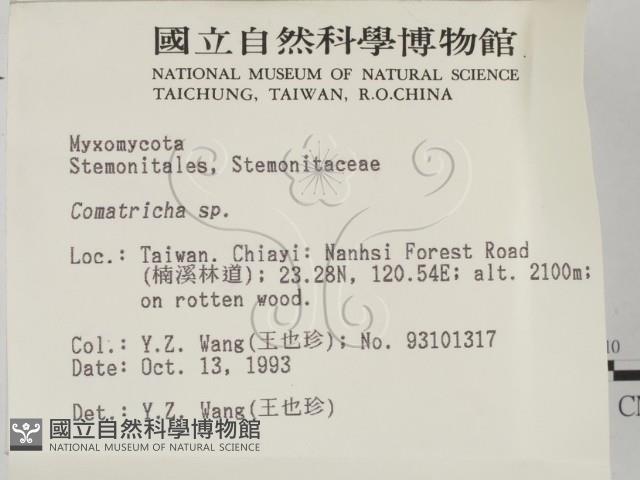 國立自然科學博物館
NATIONAL MUSEUM OF NATURAL SCIENCE
TAICHUNG, TAIWAN, R.O.CHINA
Myxomycota
Stemonitales, Stemonitaceae
Comatricha sp.
Loc.: Taiwan. Chiayi: Nanhsi Forest Road
(楠溪林道); 23.28N, 120.54E; alt. 2100m;
on rotten wood.
Col.: Y.Z. Wang(王也珍); No. 93101317
Date: Oct. 13, 1993
Det.: Y.Z. Wang(王也珍)
國立自然科學博物館
NATIONAL MUSEUM OF NATURAL SCIENCE
10